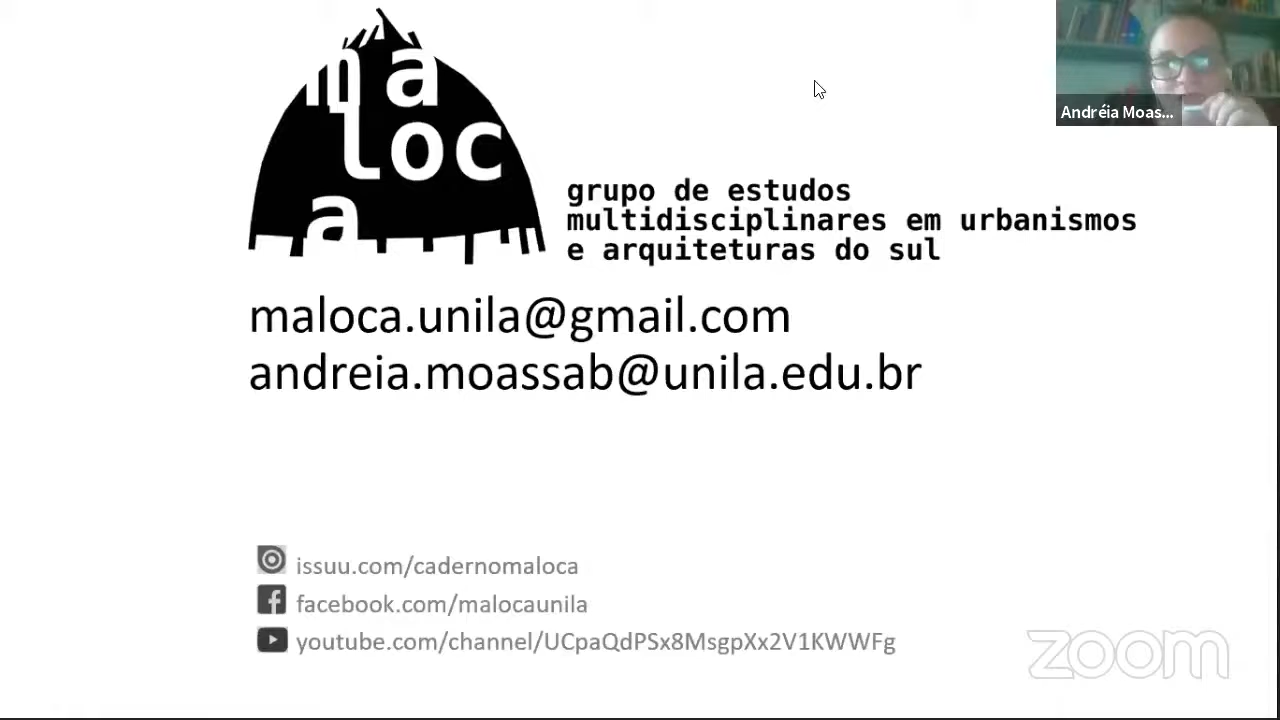 ma
loc
a
Andréia Moas...
grupo de estudos
multidisciplinares em urbanismos
e arquiteturas do sul
maloca.unila@gmail.com
andreia.moassab@unila.edu.br
issuu.com/cadernomaloca
facebook.com/malocaunila
youtube.com/channel/UCpaQdPSx8MsgpXx2V1KWWFg
zoom